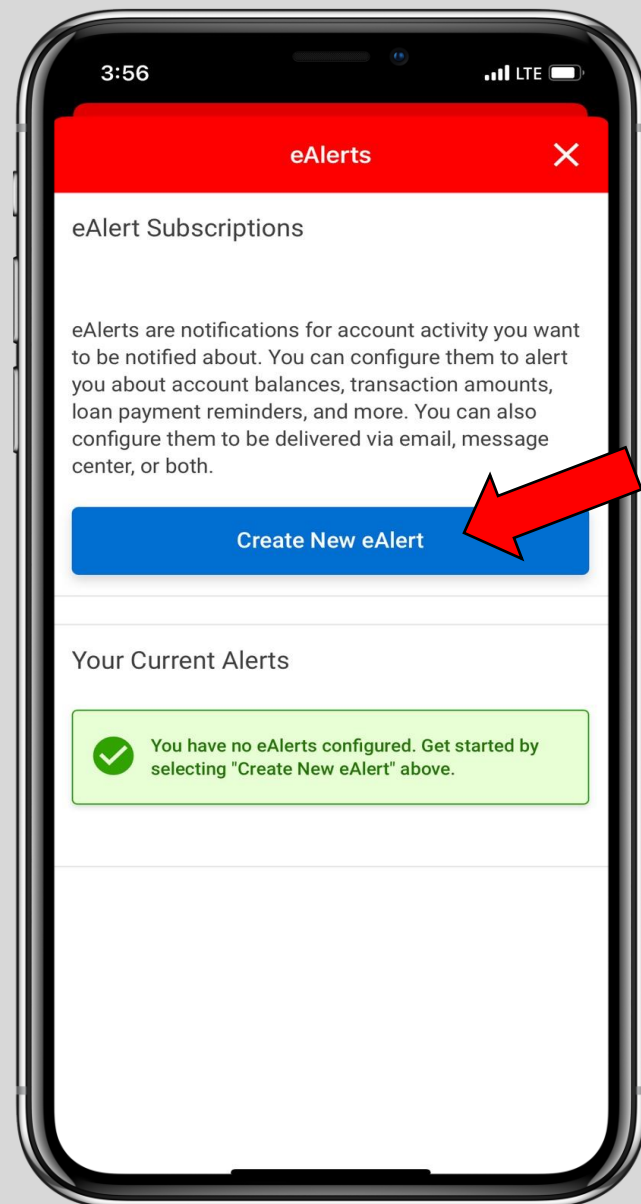 3:56
LTE
eAlerts
eAlert Subscriptions
eAlerts are notifications for account activity you want
to be notified about. You can configure them to alert
you about account balances, transaction amounts,
loan payment reminders, and more. You can also
configure them to be delivered via email, message
center, or both.
Create New eAlert
Your Current Alerts
You have no eAlerts configured. Get started by
selecting "Create New eAlert" above.